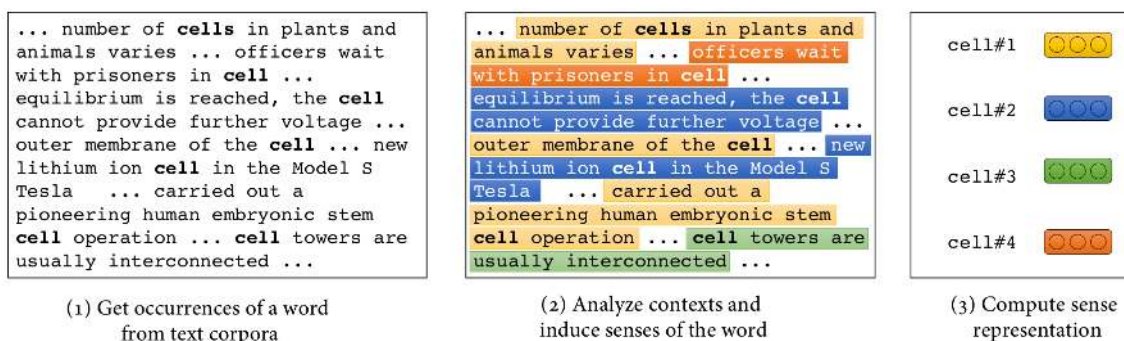 ... number of cells in plants and
animals varies ... officers wait
with prisoners in cell ...
equilibrium is reached, the cell
cannot provide further voltage ...
outer membrane of the cell ... new
lithium ion cell in the Model S
Tesla ... carried out a
pioneering human embryonic stem
cell operation ... cell towers are
usually interconnected ...
(1) Get occurrences of a word
from text corpora
... number of cells in plants and
animals varies ... officers wait
with prisoners in cell ...
equilibrium is reached, the cell
cannot provide further voltage ...
outer membrane of the cell ... new
lithium ion cell in the Model S
Tesla ... carried out a
pioneering human embryonic stem
cell operation ... cell towers are
usually interconnected ...
(2) Analyze contexts and
induce senses of the word
cell#1
cell#2
cell#3
cell#4
(3) Compute sense
representation